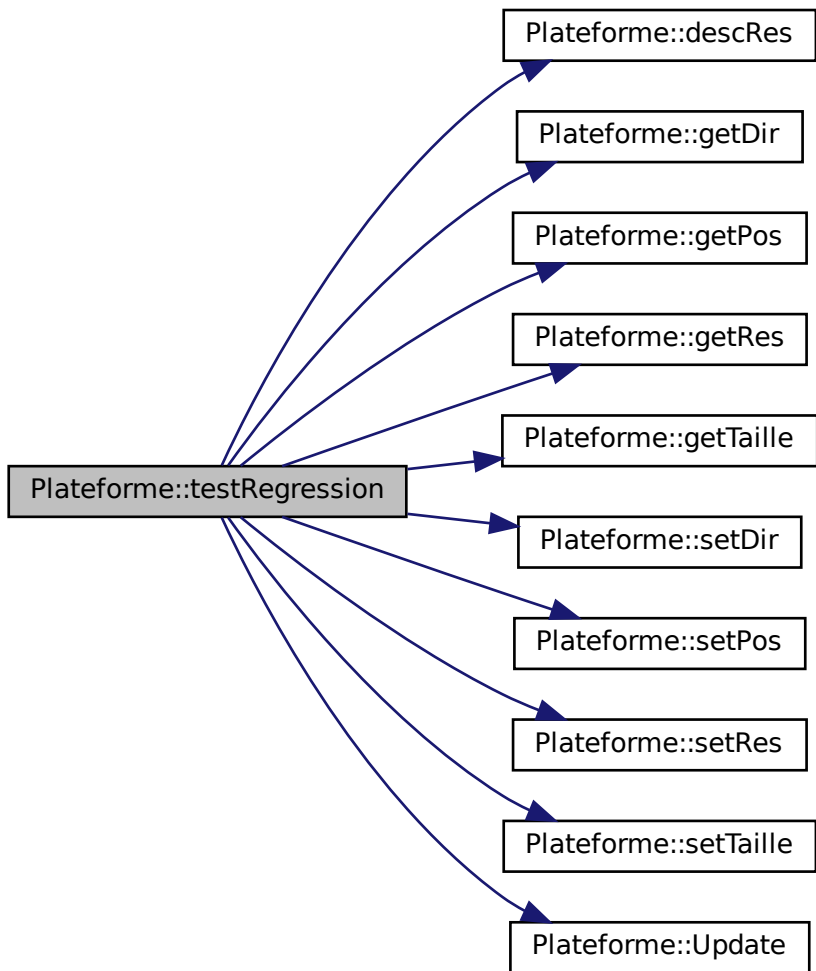 Plateforme::descRes
Plateforme::getDir
Plateforme::getPos
Plateforme::getRes
Plateforme::getTaille
Plateforme::testRegression
Plateforme::setDir
Plateforme::setPos
Plateforme::setRes
Plateforme::setTaille
Plateforme::Update